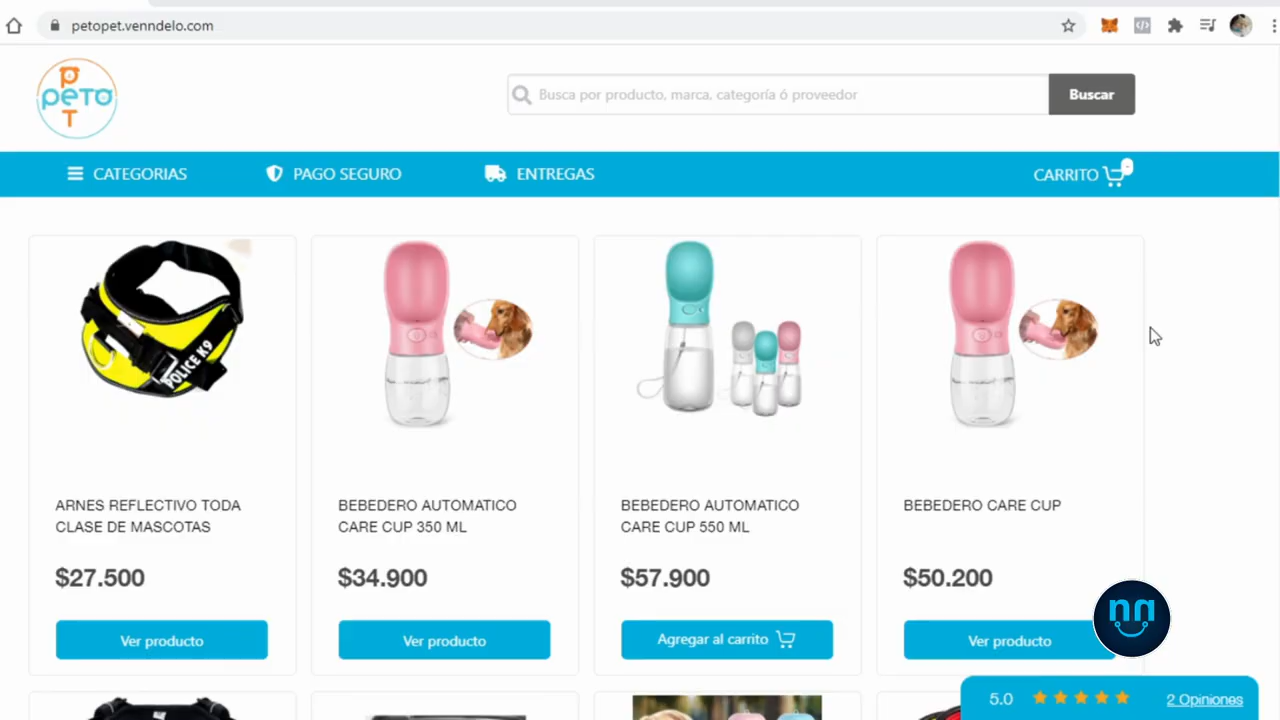 petopet.venndelo.com
p
peto
T
Busca por producto, marca, categoría ó proveedor
Buscar
CATEGORIAS
PAGO SEGURO
ENTREGAS
CARRITO
POLICE K9
ARNES REFLECTIVO TODA
CLASE DE MASCOTAS
$27.500
Ver producto
BEBEDERO AUTOMATICO
CARE CUP 350 ML
$34.900
Ver producto
BEBEDERO AUTOMATICO
CARE CUP 550 ML
$57.900
Agregar al carrito
BEBEDERO CARE CUP
$50.200
Ver producto
nn
5.0
2 Opiniones